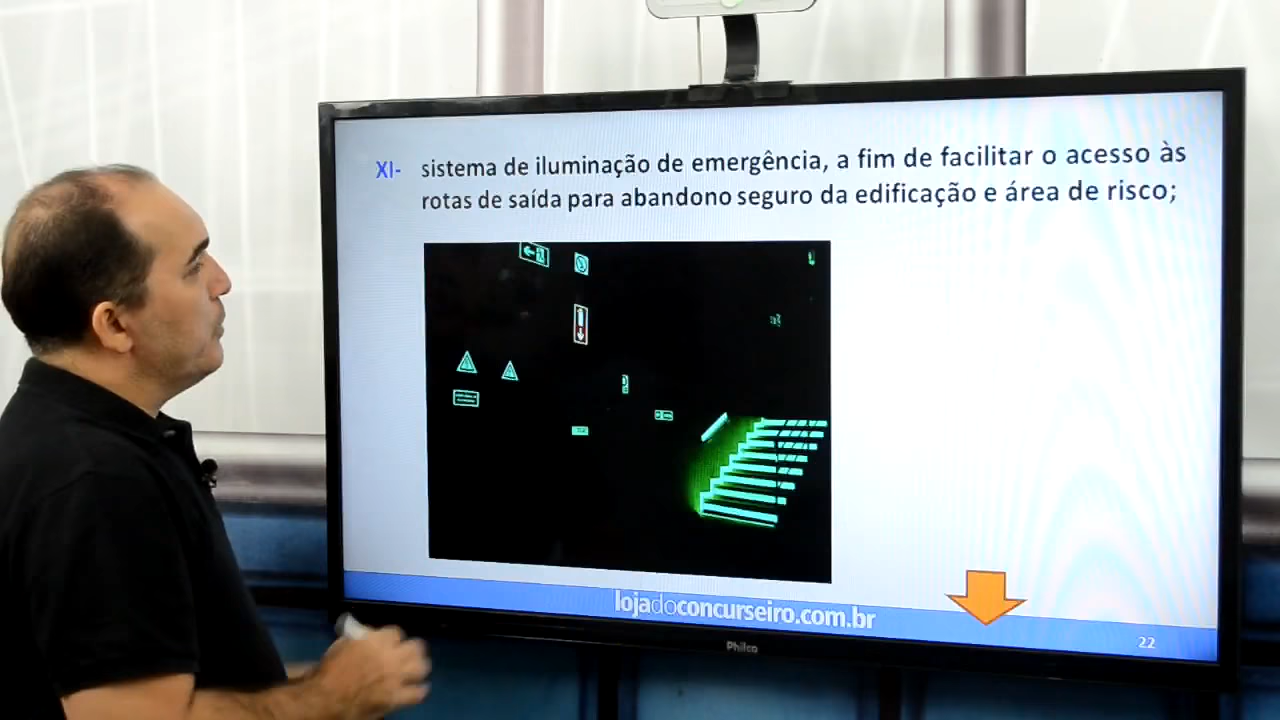 XI- sistema de iluminação de emergência, a fim de facilitar o acesso às
rotas de saída para abandono seguro da edificação e área de risco;
lojadoconcurseiro.com.br
22
Philco